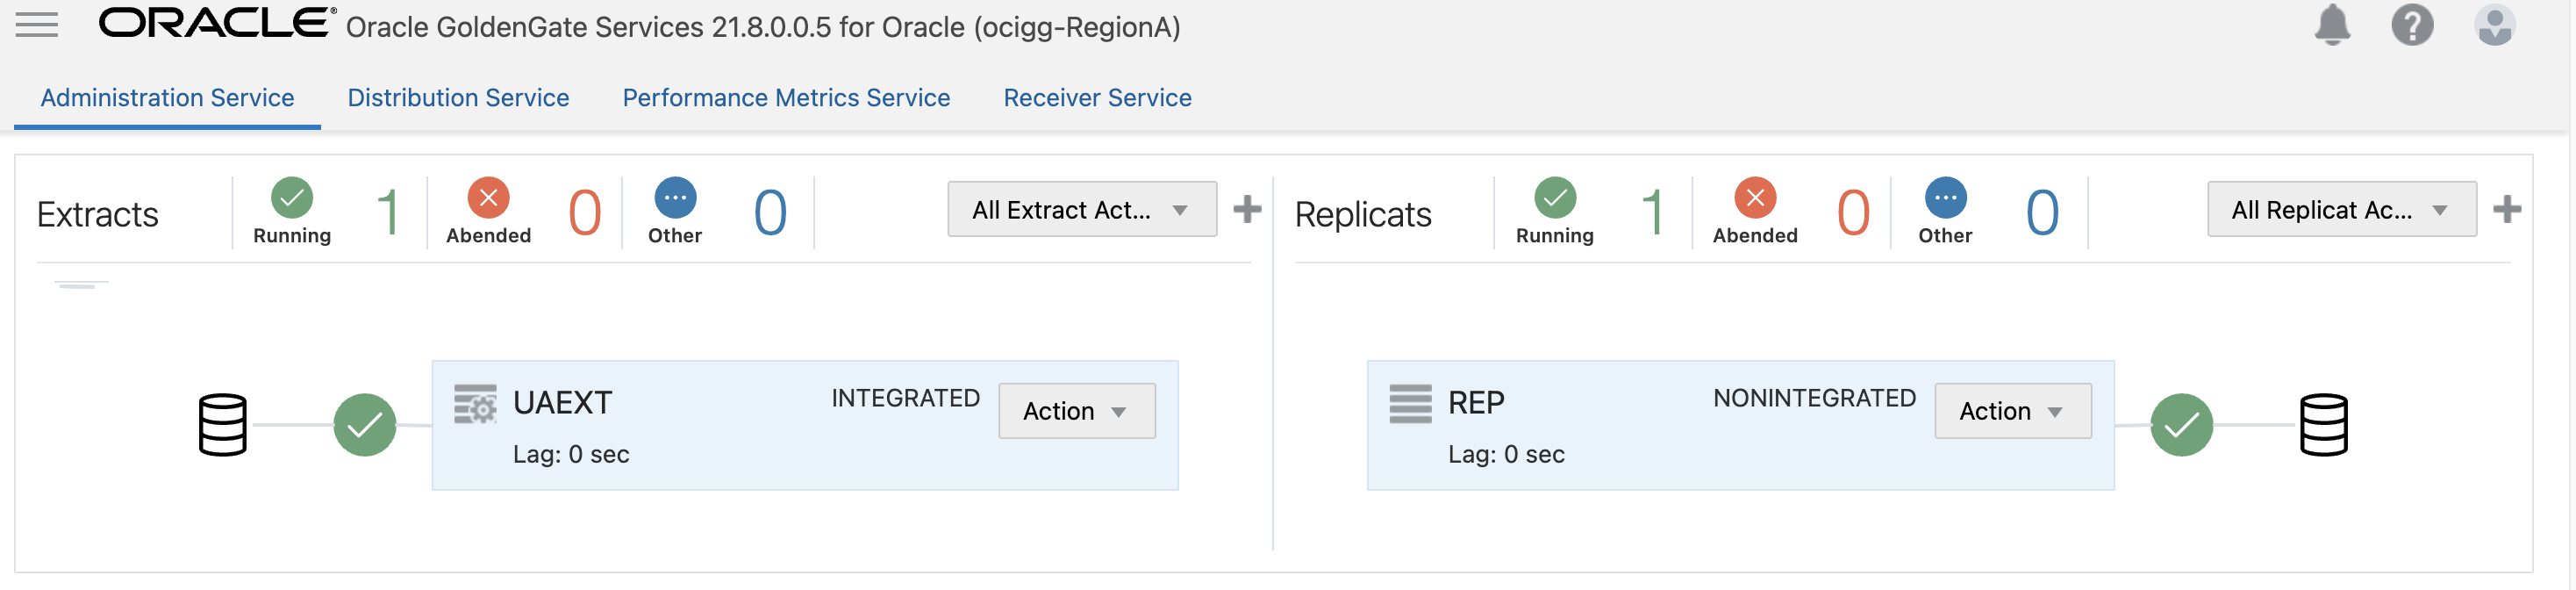 ORACLE® Oracle GoldenGate Services 21.8.0.0.5 for Oracle (ocigg-RegionA)
Administration Service Distribution Service Performance Metrics Service Receiver Service
Extracts Running 1 Abended 0 Other 0 All Extract Act... Replicats Running 1 Abended 0 Other 0 All Replicat Ac...
UAEXT INTEGRATED Action REP NONINTEGRATED Action
Lag: 0 sec Lag: 0 sec